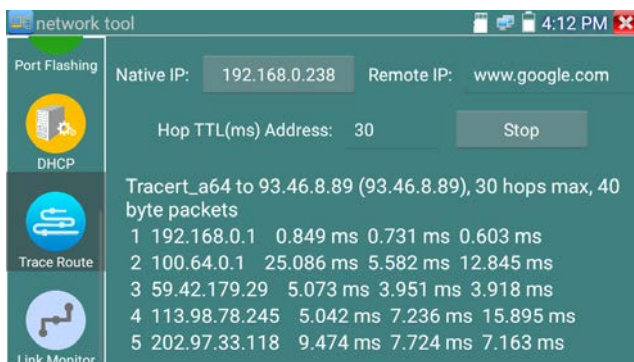 network tool
4:12 PM
Port Flashing
Native IP: 192.168.0.238 Remote IP: www.google.com
Hop TTL(ms) Address: 30 Stop
DHCP
Tracert_a64 to 93.46.8.89 (93.46.8.89), 30 hops max, 40
byte packets
1 192.168.0.1 0.849 ms 0.731 ms 0.603 ms
Trace Route
2 100.64.0.1 25.086 ms 5.582 ms 12.845 ms
3 59.42.179.29 5.073 ms 3.951 ms 3.918 ms
4 113.98.78.245 5.042 ms 7.236 ms 15.895 ms
5 202.97.33.118 9.474 ms 7.724 ms 7.163 ms
Link Monitor